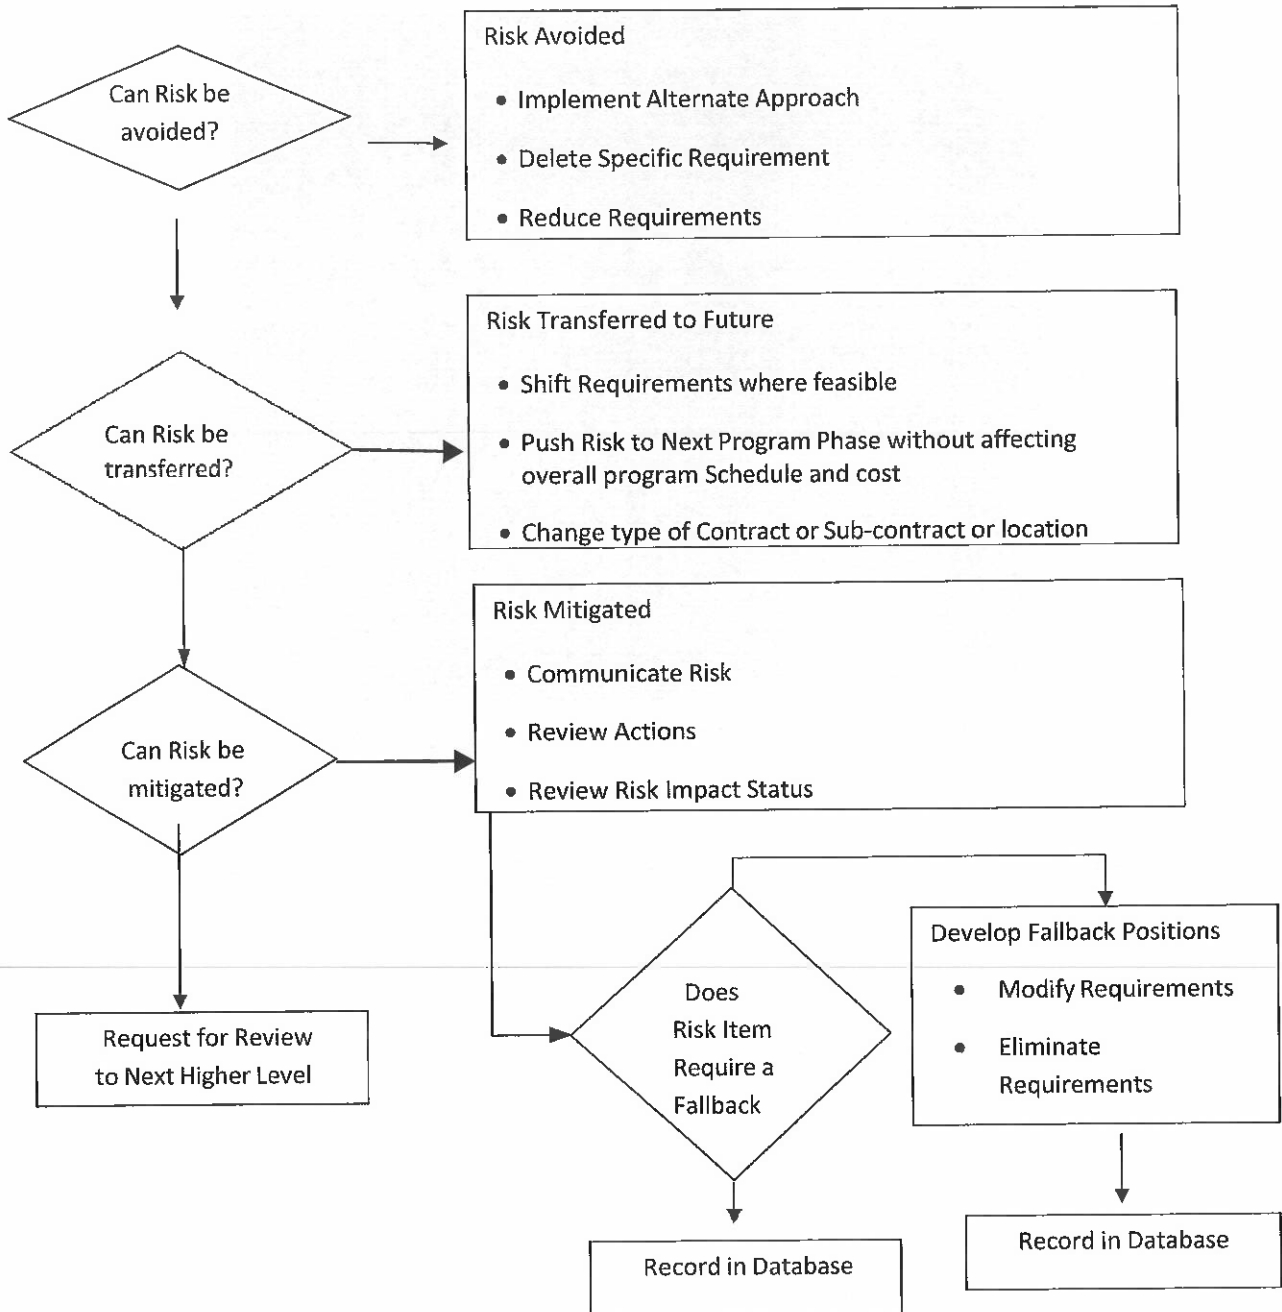 Can Risk be
avoided?
Risk Avoided
• Implement Alternate Approach
• Delete Specific Requirement
• Reduce Requirements
Can Risk be
transferred?
Risk Transferred to Future
• Shift Requirements where feasible
• Push Risk to Next Program Phase without affecting
overall program Schedule and cost
• Change type of Contract or Sub-contract or location
Can Risk be
mitigated?
Risk Mitigated
• Communicate Risk
• Review Actions
• Review Risk Impact Status
Request for Review
to Next Higher Level
Does
Risk Item
Require a
Fallback
Develop Fallback Positions
• Modify Requirements
• Eliminate
Requirements
Record in Database
Record in Database